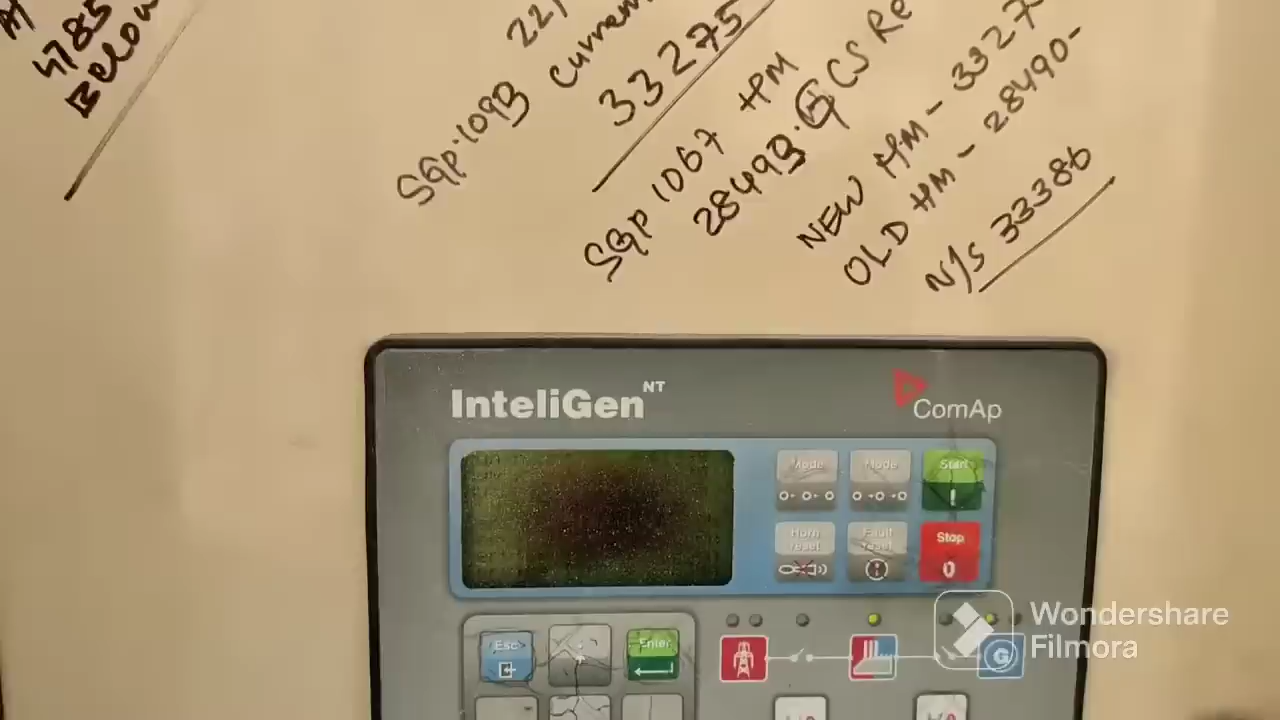 4785
Below
SGP.109B
Current
33275
SGP 1067 HM
28493.
GCS Re
NEW HM - 3327
OLD HM - 28490-
N/S 33386
InteliGen NT
ComAp
Mode
Mode
Start
I
Horn reset
Fault reset
Stop
0
Esc
Enter
G
Wondershare
Filmora